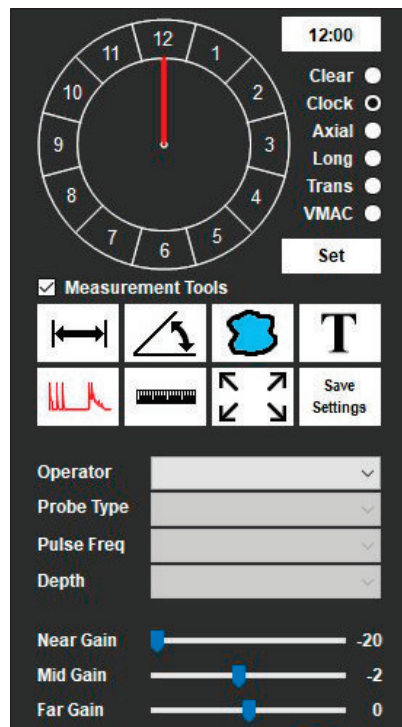 12:00
12
1
2
3
4
5
6
7
8
9
10
11
Clear
Clock
Axial
Long
Trans
VMAC
Set
Measurement Tools
T
Save
Settings
Operator
Probe Type
Pulse Freq
Depth
Near Gain -20
Mid Gain -2
Far Gain 0